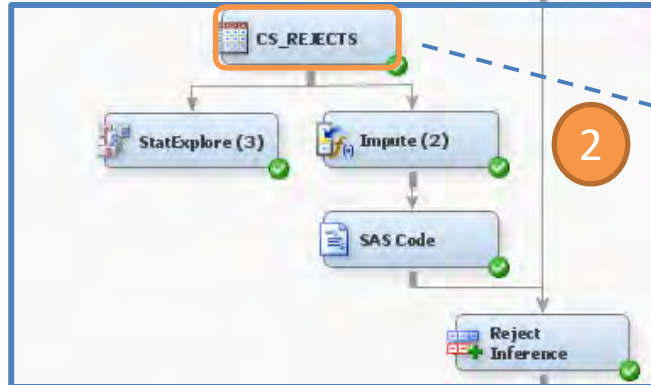 CS_REJECTS
StatExplore (3)
Impute (2)
2
SAS Code
Reject
Inference